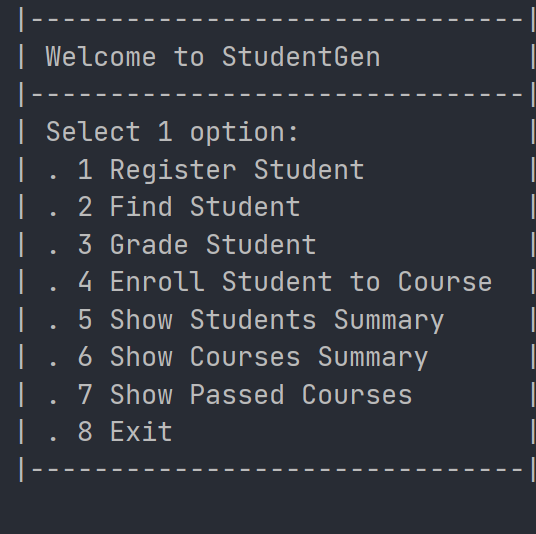 |-------------------------------|
| Welcome to StudentGen         |
|-------------------------------|
| Select 1 option:              |
| . 1 Register Student          |
| . 2 Find Student              |
| . 3 Grade Student             |
| . 4 Enroll Student to Course  |
| . 5 Show Students Summary     |
| . 6 Show Courses Summary      |
| . 7 Show Passed Courses       |
| . 8 Exit                      |
|-------------------------------|